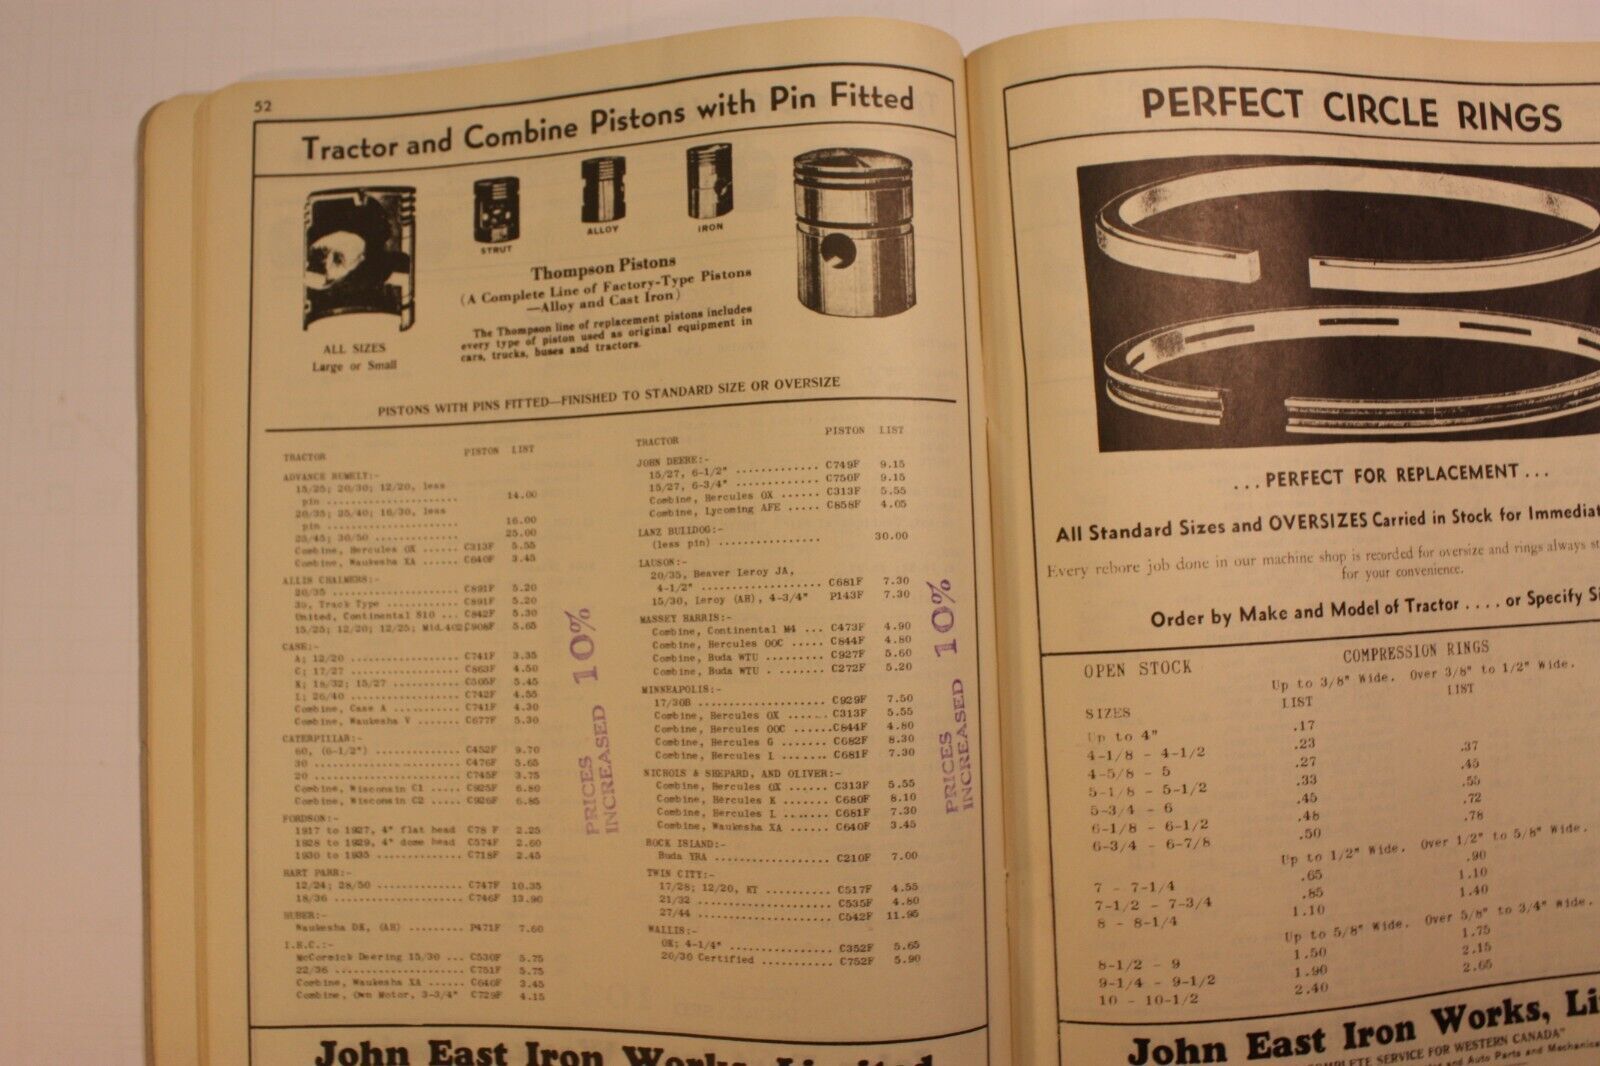 52
Tractor and Combine Pistons with Pin Fitted
STRUT
ALLOY
IRON
Thompson Pistons
(A Complete Line of Factory-Type Pistons
—Alloy and Cast Iron)
The Thompson line of replacement pistons includes
every type of piston used as original equipment in
cars, trucks, buses and tractors.
ALL SIZES
Large or Small
PISTONS WITH PINS FITTED—FINISHED TO STANDARD SIZE OR OVERSIZE
TRACTOR PISTON LIST
ADVANCE RUMELY:-
15/25; 20/30; 12/20, less
pin .................... 14.00
20/35; 25/40; 16/30, less
pin .................... 16.00
25/45; 30/50 ............. 25.00
Combine, Hercules OX ...... C313F 5.55
Combine, Waukesha XA ...... C640F 3.45
ALLIS CHALMERS:-
20/35 .................... C891F 5.20
35, Track Type ........... C891F 5.20
United, Continental S10 ... C842F 5.30
15/25; 12/20; 12/25; Mld.402; C908F 5.65
CASE:-
A; 12/20 ................. C741F 3.35
C; 17/27 ................. C863F 4.50
K; 18/32; 15/27 .......... C505F 5.45
L; 26/40 ................. C742F 4.55
Combine, Case A .......... C741F 4.30
Combine, Waukesha V ...... C677F 5.30
CATERPILLAR:-
60, (6-1/2") ............. C452F 9.70
30 ....................... C476F 5.65
20 ....................... C745F 3.75
Combine, Wisconsin C1 .... C925F 6.80
Combine, Wisconsin C2 .... C926F 6.85
FORDSON:-
1917 to 1927, 4" flat head C78 F 2.25
1928 to 1929, 4" dome head C574F 2.60
1930 to 1935 ............. C718F 2.45
HART PARR:-
12/24; 28/50 ............. C747F 10.35
18/36 .................... C746F 13.90
HUBER:-
Waukesha DK, (AH) ........ P471F 7.60
I.H.C.:-
McCormick Deering 15/30 ... C530F 5.75
22/36 .................... C751F 5.75
Combine, Waukesha XA ...... C640F 3.45
Combine, Own Motor, 3-3/4" C729F 4.15
PRICES INCREASED 10%
TRACTOR PISTON LIST
JOHN DEERE:-
15/27, 6-1/2" ............. C749F 9.15
15/27, 6-3/4" ............. C750F 9.15
Combine, Hercules OX ...... C313F 5.55
Combine, Lycoming AFE ..... C858F 4.05
LANZ BULLDOG:-
(less pin) ................ 30.00
LAUSON:-
20/35, Beaver Leroy JA,
4-1/2" ................... C681F 7.30
15/30, Leroy (AH), 4-3/4" P143F 7.30
MASSEY HARRIS:-
Combine, Continental M4 ... C473F 4.90
Combine, Hercules OOC ..... C844F 4.80
Combine, Buda WTU ......... C927F 5.60
Combine, Buda WTU . ....... C272F 5.20
MINNEAPOLIS:-
17/30B .................... C929F 7.50
Combine, Hercules OX ...... C313F 5.55
Combine, Hercules OOC ......C844F 4.80
Combine, Hercules G ....... C682F 8.30
Combine, Hercules L ....... C681F 7.30
NICHOLS & SHEPARD, AND OLIVER:-
Combine, Hercules OX ...... C313F 5.55
Combine, Hercules K ....... C680F 8.10
Combine, Hercules L ....... C681F 7.30
Combine, Waukesha XA ...... C640F 3.45
ROCK ISLAND:-
Buda YRA ................. C210F 7.00
TWIN CITY:-
17/28; 12/20, KT .......... C517F 4.55
21/32 .................... C535F 4.80
27/44 .................... C542F 11.95
WALLIS:-
OK; 4-1/4" ............... C352F 5.65
20/30 Certified ........... C752F 5.90
PRICES INCREASED 10%
John East Iron Works, Limited
PERFECT CIRCLE RINGS
...PERFECT FOR REPLACEMENT...
All Standard Sizes and OVERSIZES Carried in Stock for Immediat
Every rebore job done in our machine shop is recorded for oversize and rings always st
for your convenience.
Order by Make and Model of Tractor .... or Specify Si
OPEN STOCK COMPRESSION RINGS
Up to 3/8" Wide. Over 3/8" to 1/2" Wide.
SIZES LIST LIST
Up to 4" .17
4-1/8 - 4-1/2 .23 .37
4-5/8 - 5 .27 .45
5-1/8 - 5-1/2 .33 .55
5-3/4 - 6 .45 .72
6-1/8 - 6-1/2 .48 .78
6-3/4 - 6-7/8 .50
Up to 1/2" Wide. Over 1/2" to 5/8" Wide.
7 - 7-1/4 .65 .90
7-1/2 - 7-3/4 .85 1.10
8 - 8-1/4 1.10 1.40
Up to 5/8" Wide. Over 5/8" to 3/4" Wide.
8-1/2 - 9 1.50 1.75
9-1/4 - 9-1/2 1.90 2.15
10 - 10-1/2 2.40 2.65
John East Iron Works, Li
COMPLETE SERVICE FOR WESTERN CANADA"
and Auto Parts and Mechanics